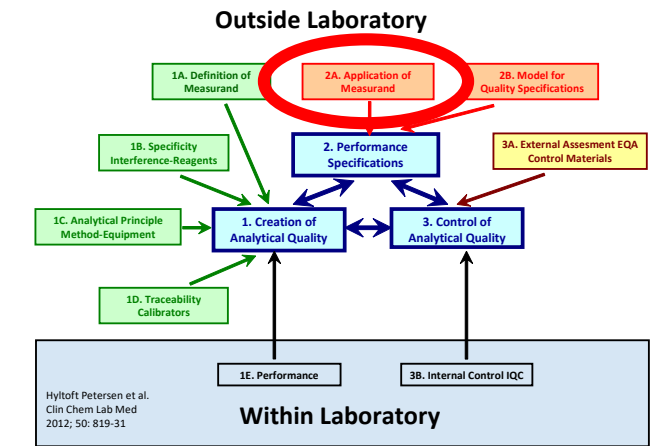 Outside Laboratory
1A. Definition of
Measurand
2A. Application of
Measurand
2B. Model for
Quality Specifications
1B. Specificity
Interference-Reagents
2. Performance
Specifications
3A. External Assesment EQA
Control Materials
1C. Analytical Principle
Method-Equipment
1. Creation of
Analytical Quality
3. Control of
Analytical Quality
1D. Traceability
Calibrators
1E. Performance
3B. Internal Control IQC
Hyltoft Petersen et al.
Clin Chem Lab Med
2012; 50: 819-31
Within Laboratory